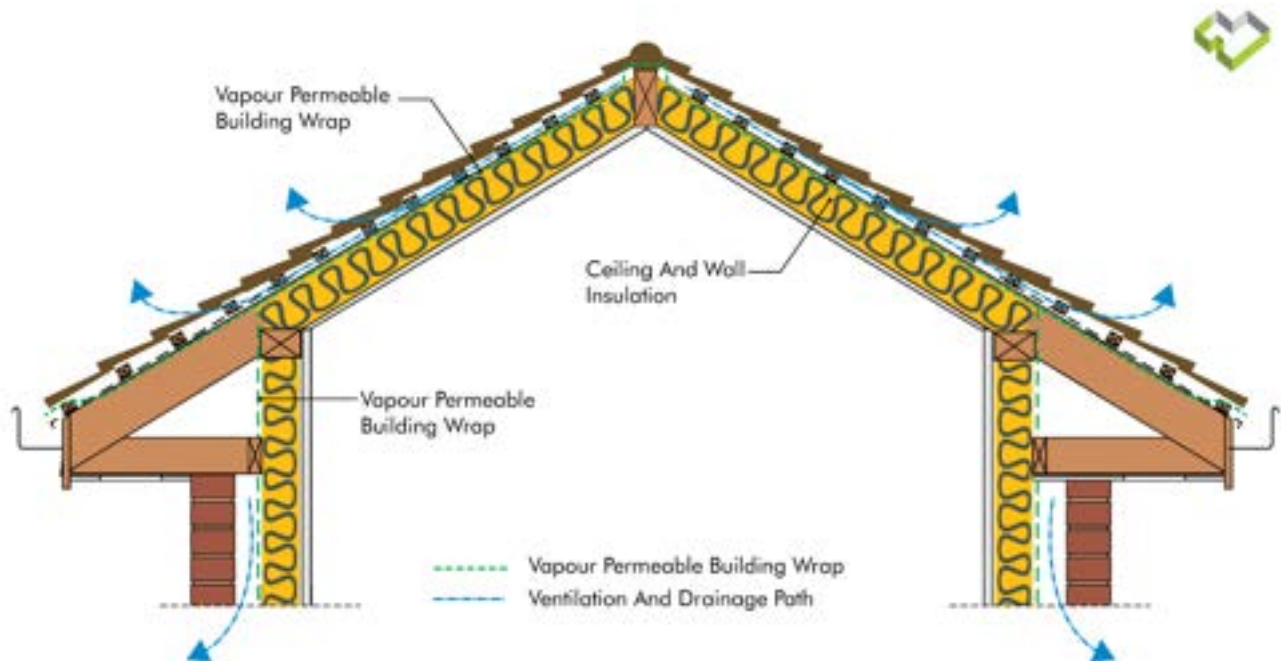 Vapour Permeable
Building Wrap
Ceiling And Wall
Insulation
Vapour Permeable
Building Wrap
Vapour Permeable Building Wrap
Ventilation And Drainage Path